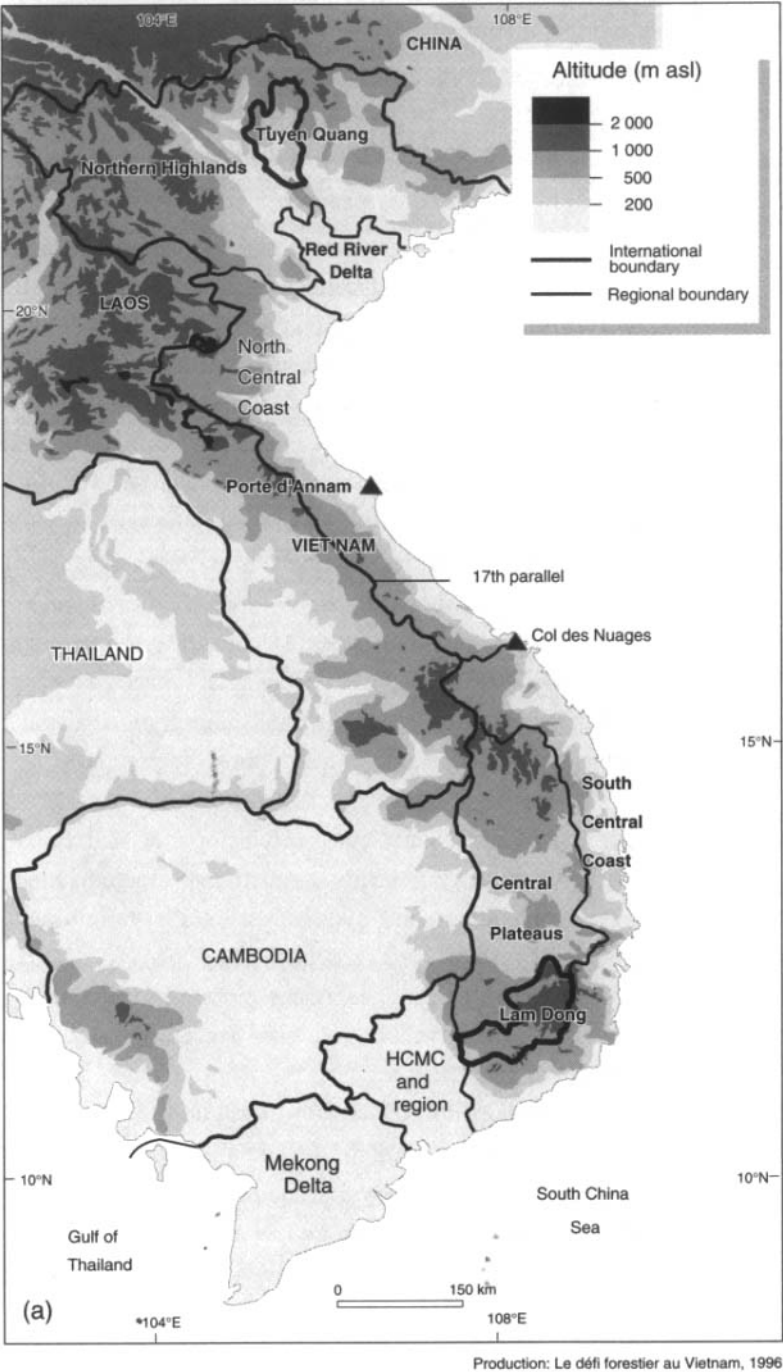 104°E
108°E
CHINA
Altitude (m asl)
2 000
1 000
500
200
International
boundary
Regional boundary
Tuyen Quang
Northern Highlands
Red River
Delta
LAOS
20°N
North
Central
Coast
Porte d'Annam
VIET NAM
17th parallel
Col des Nuages
THAILAND
15°N
15°N
South
Central
Coast
Central
Plateaus
CAMBODIA
Lam Dong
HCMC
and
region
Mekong
Delta
10°N
10°N
South China
Sea
Gulf of
Thailand
0 150 km
(a)
104°E
108°E
Production: Le défi forestier au Vietnam, 1996